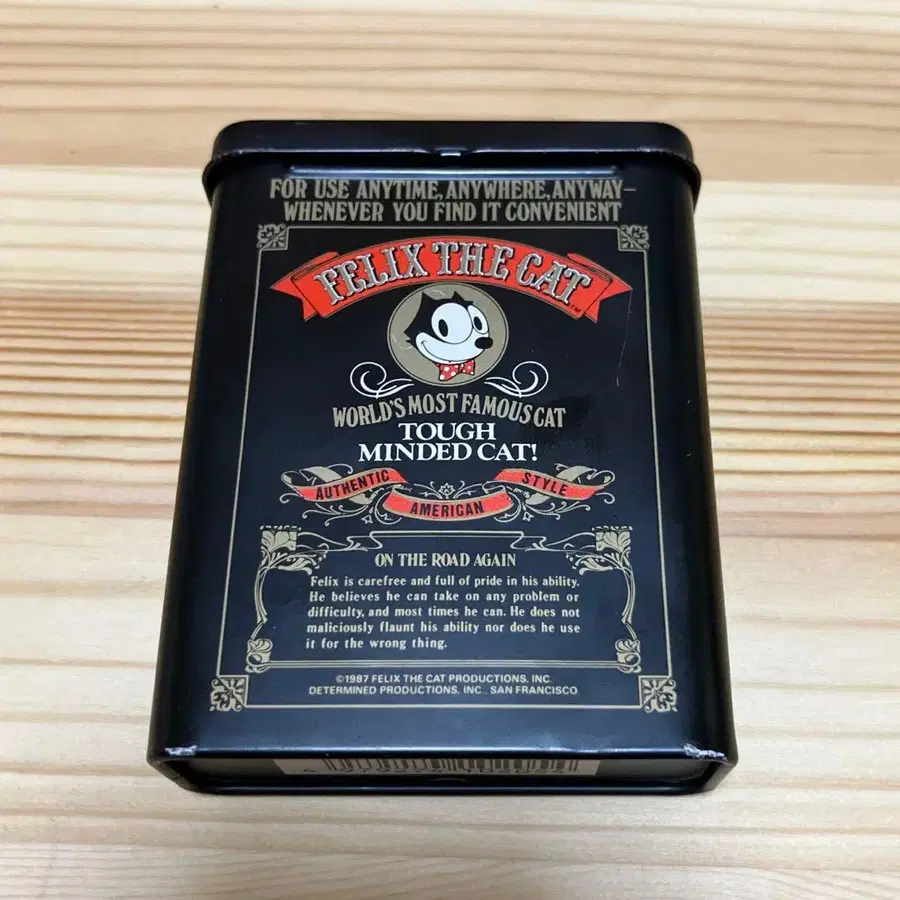 FOR USE ANYTIME, ANYWHERE, ANYWAY—
WHENEVER YOU FIND IT CONVENIENT
FELIX THE CAT™
WORLD'S MOST FAMOUS CAT
TOUGH
MINDED CAT!
AUTHENTIC
AMERICAN
STYLE
ON THE ROAD AGAIN
Felix is carefree and full of pride in his ability.
He believes he can take on any problem or
difficulty, and most times he can. He does not
maliciously flaunt his ability nor does he use
it for the wrong thing.
©1987 FELIX THE CAT PRODUCTIONS, INC.
DETERMINED PRODUCTIONS, INC., SAN FRANCISCO